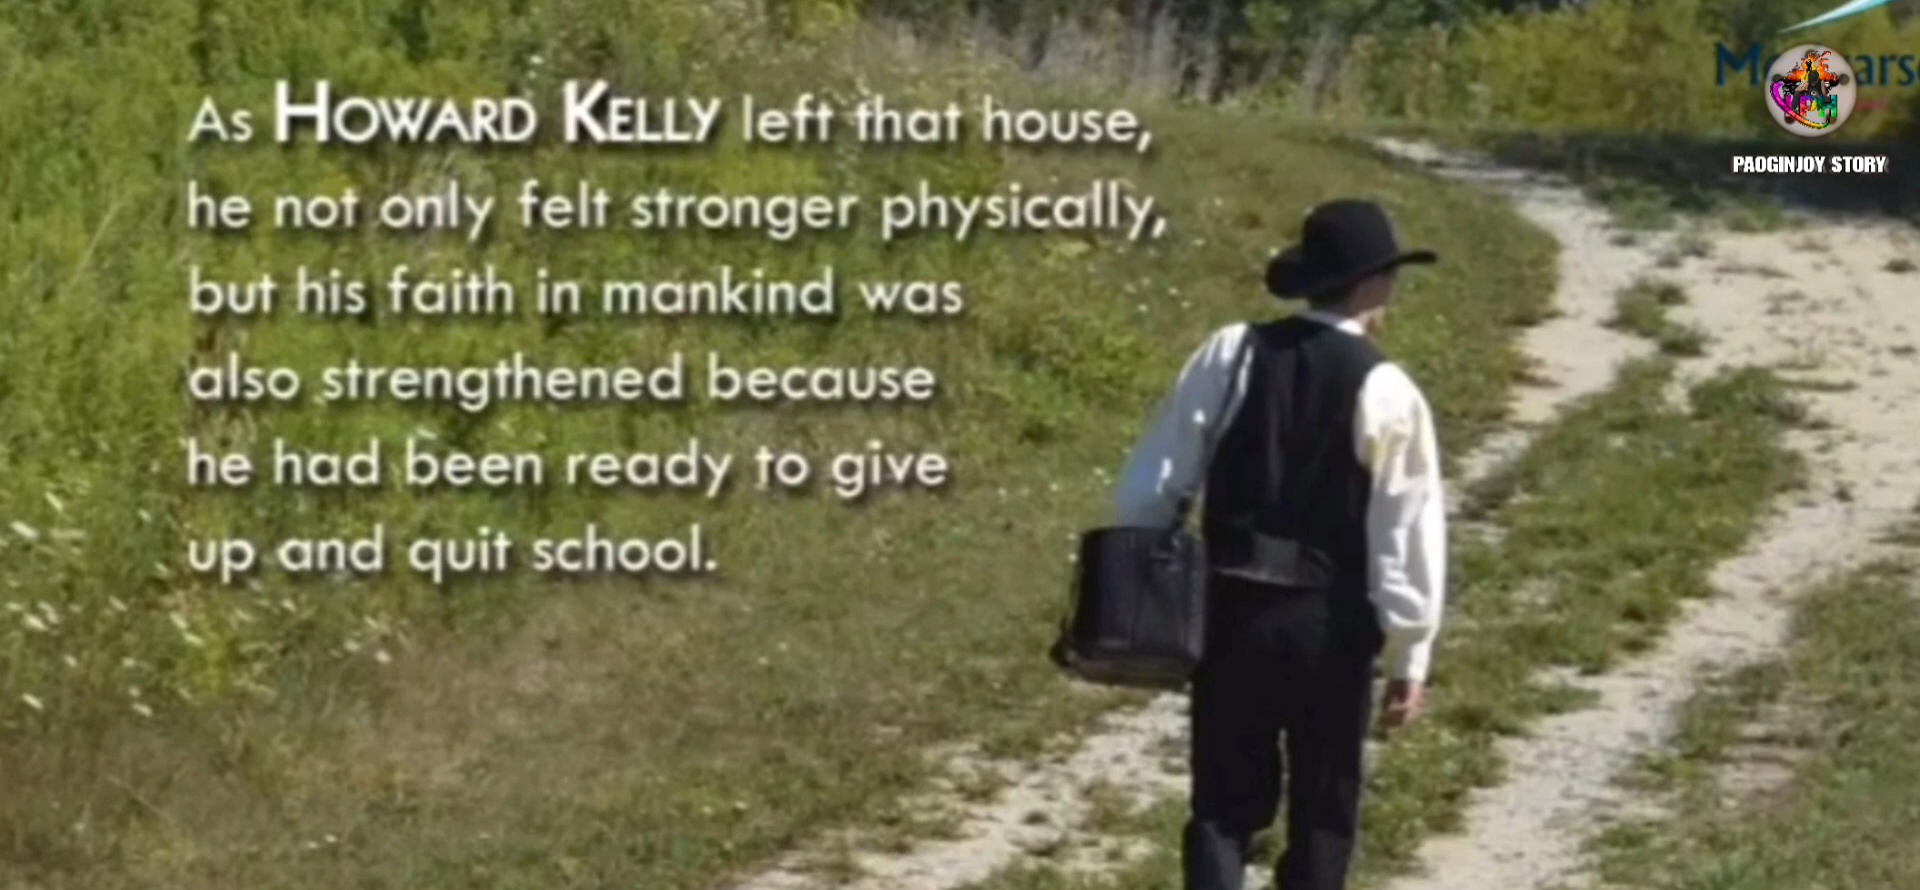 As HOWARD KELLY left that house,
he not only felt stronger physically,
but his faith in mankind was
also strengthened because
he had been ready to give
up and quit school.
PAOGINJOY STORY